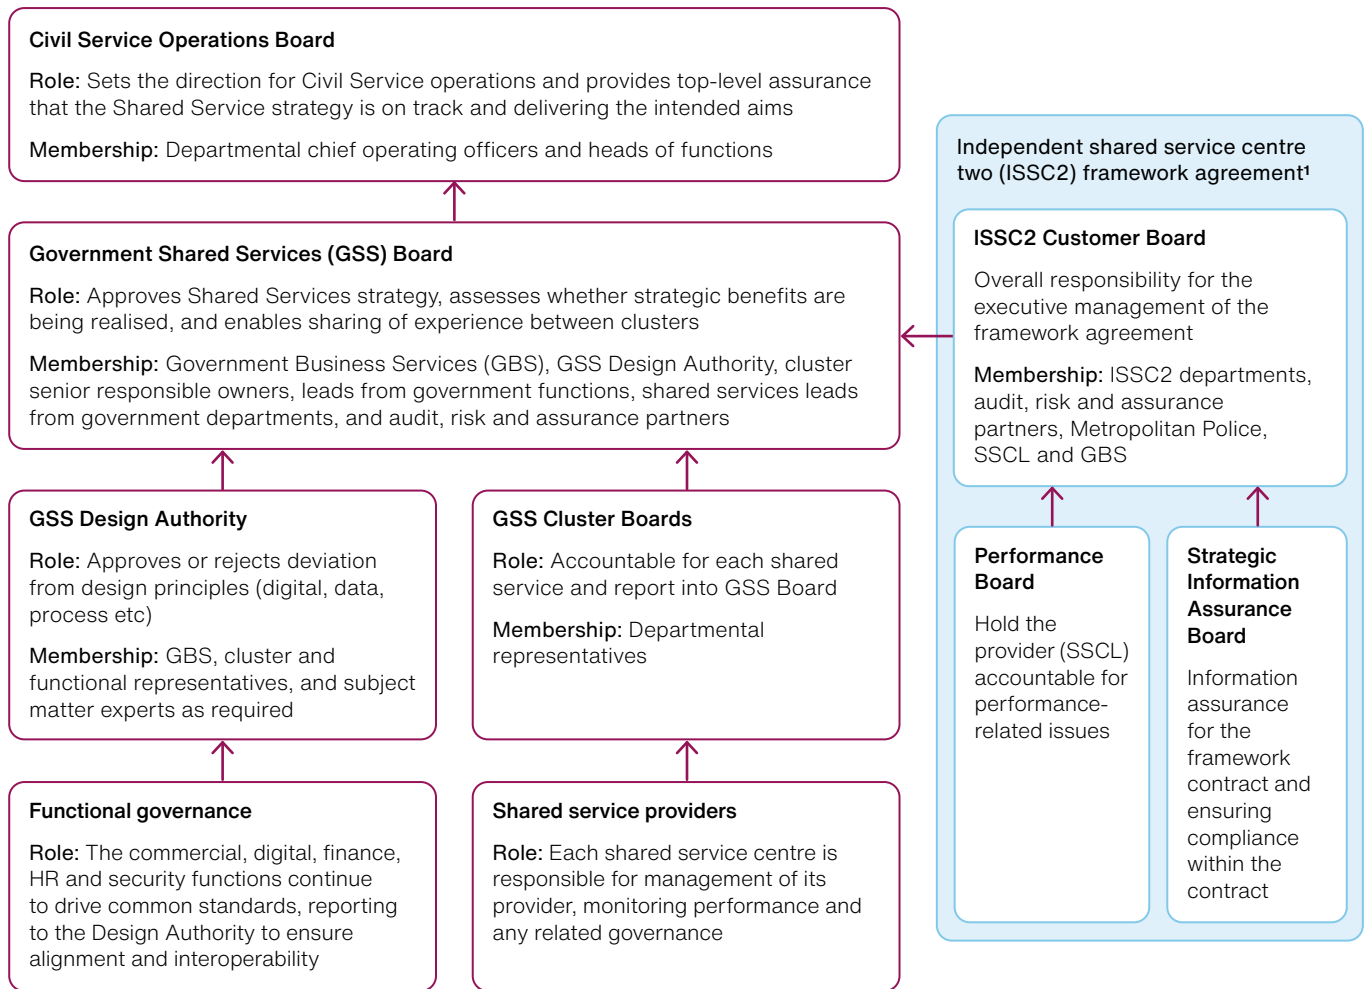 Civil Service Operations Board
Role: Sets the direction for Civil Service operations and provides top-level assurance
that the Shared Service strategy is on track and delivering the intended aims
Membership: Departmental chief operating officers and heads of functions
Government Shared Services (GSS) Board
Role: Approves Shared Services strategy, assesses whether strategic benefits are
being realised, and enables sharing of experience between clusters
Membership: Government Business Services (GBS), GSS Design Authority, cluster
senior responsible owners, leads from government functions, shared services leads
from government departments, and audit, risk and assurance partners
GSS Design Authority
Role: Approves or rejects deviation
from design principles (digital, data,
process etc)
Membership: GBS, cluster and
functional representatives, and subject
matter experts as required
GSS Cluster Boards
Role: Accountable for each shared
service and report into GSS Board
Membership: Departmental
representatives
Functional governance
Role: The commercial, digital, finance,
HR and security functions continue
to drive common standards, reporting
to the Design Authority to ensure
alignment and interoperability
Shared service providers
Role: Each shared service centre is
responsible for management of its
provider, monitoring performance and
any related governance
Independent shared service centre
two (ISSC2) framework agreement¹
ISSC2 Customer Board
Overall responsibility for the
executive management of the
framework agreement
Membership: ISSC2 departments,
audit, risk and assurance
partners, Metropolitan Police,
SSCL and GBS
Performance
Board
Hold the
provider (SSCL)
accountable for
performance-
related issues
Strategic
Information
Assurance
Board
Information
assurance
for the
framework
contract and
ensuring
compliance
within the
contract